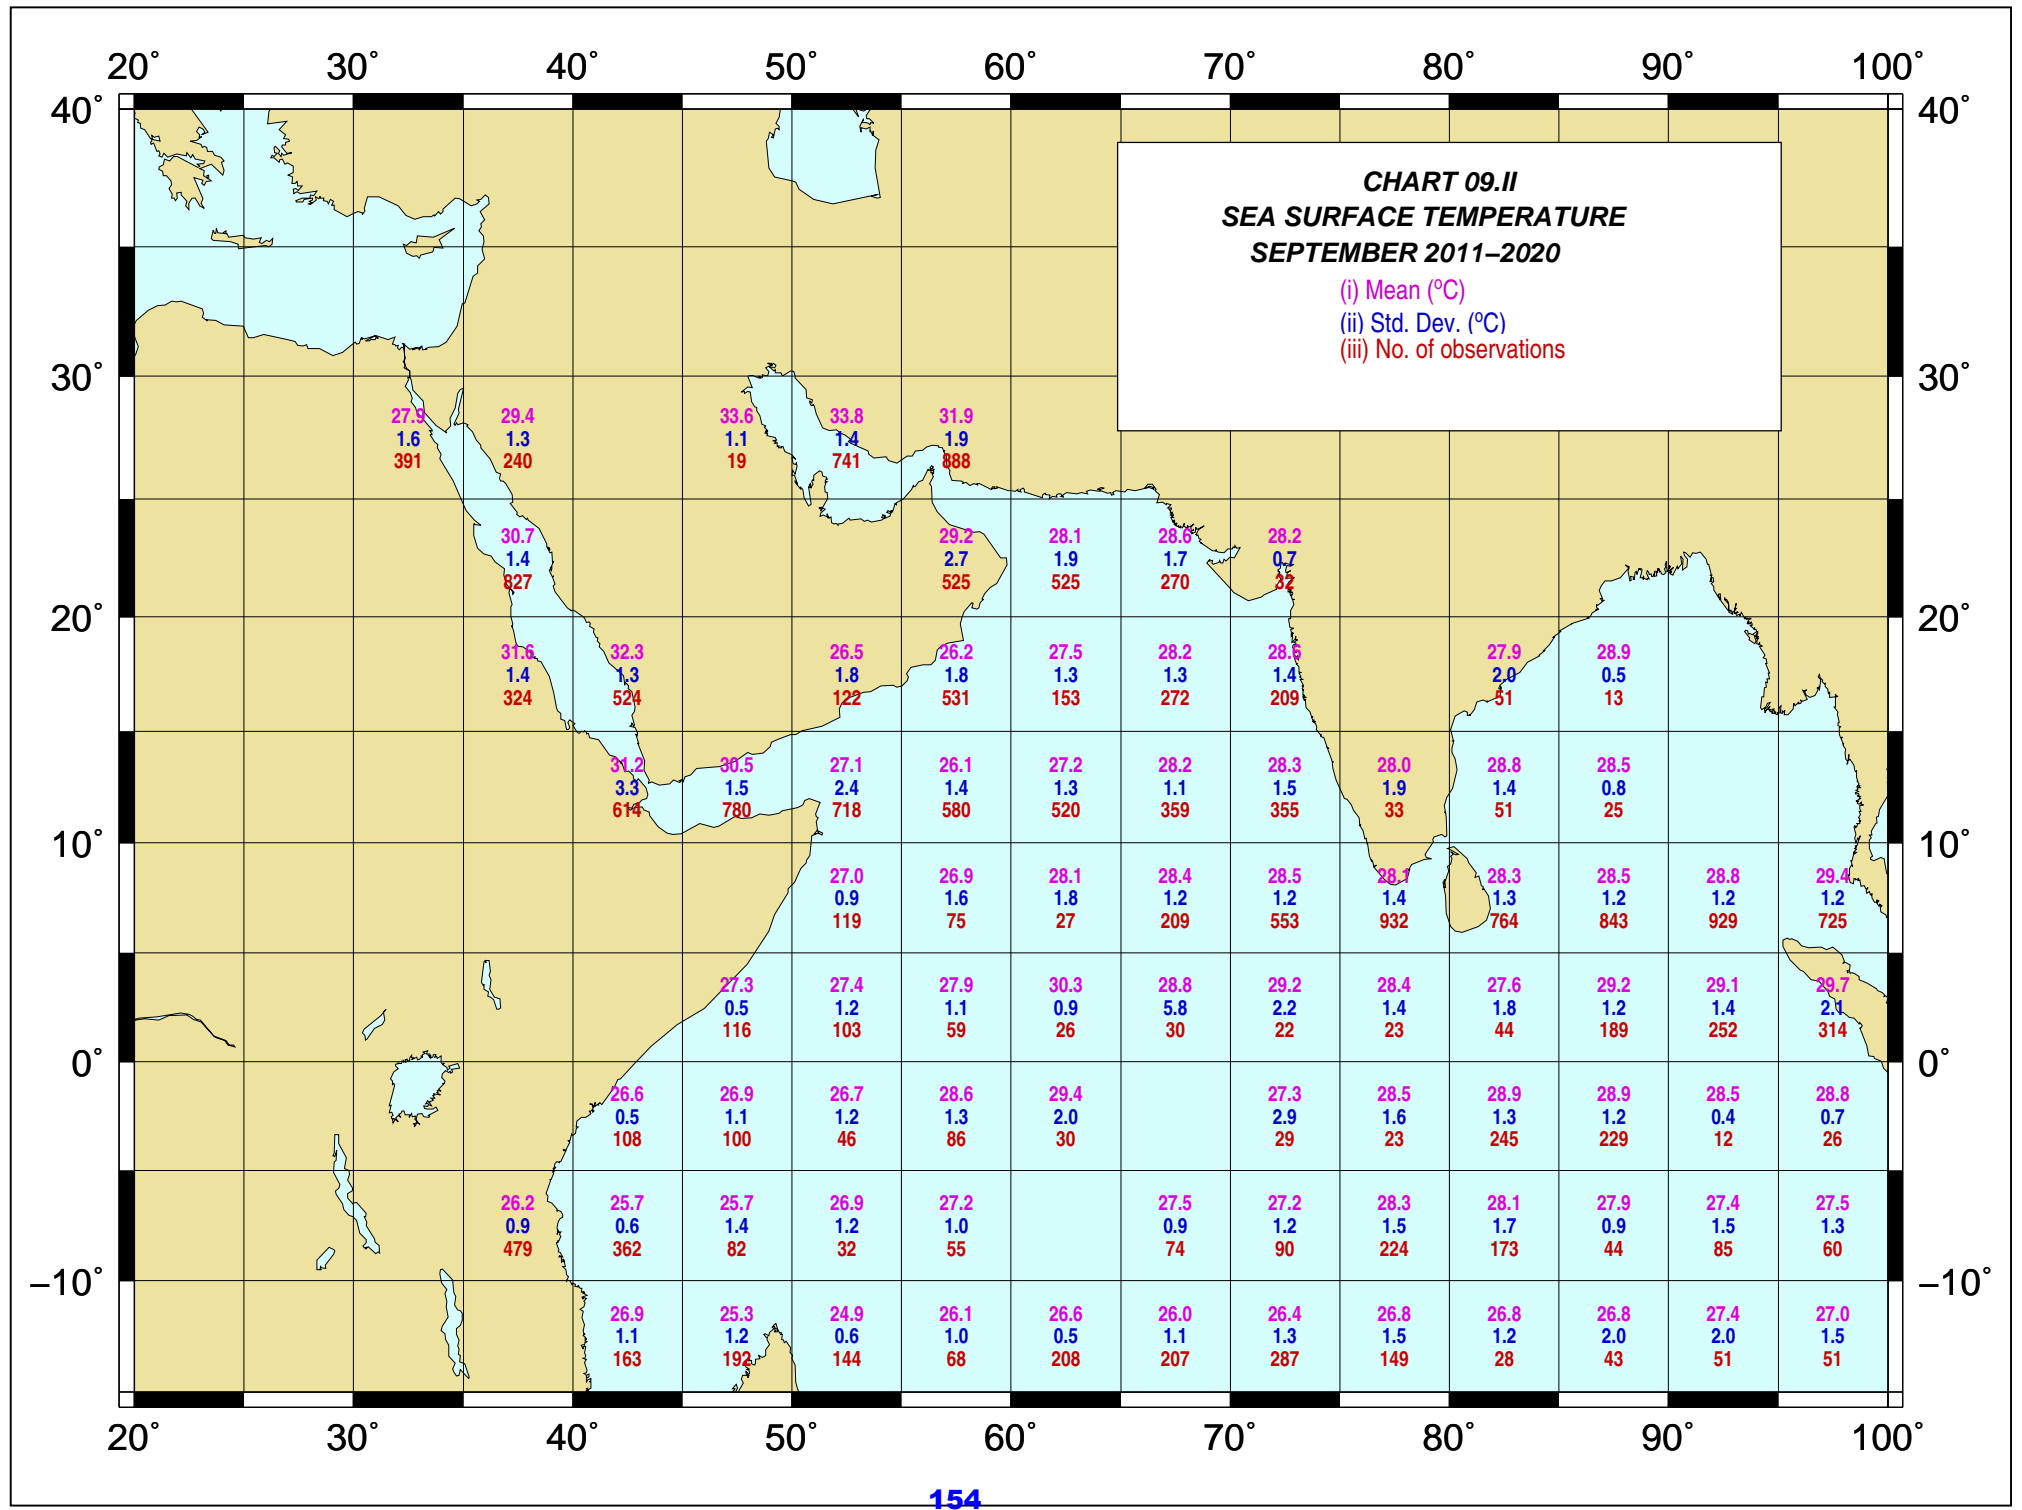 20° 30° 40° 50° 60° 70° 80° 90° 100°
40° 40°
CHART 09.II
SEA SURFACE TEMPERATURE
SEPTEMBER 2011–2020
(i) Mean (°C)
(ii) Std. Dev. (°C)
(iii) No. of observations
30° 30°
27.9 29.4 33.6 33.8 31.9
1.6 1.3 1.1 1.4 1.9
391 240 19 741 888
30.7 29.2 28.1 28.6 28.2
1.4 2.7 1.9 1.7 0.7
827 525 525 270 32
20° 20°
31.6 32.3 26.5 26.2 27.5 28.2 28.6 27.9 28.9
1.4 1.3 1.8 1.8 1.3 1.3 1.4 2.0 0.5
324 524 122 531 153 272 209 51 13
31.2 30.5 27.1 26.1 27.2 28.2 28.3 28.0 28.8 28.5
3.3 1.5 2.4 1.4 1.3 1.1 1.5 1.9 1.4 0.8
614 780 718 580 520 359 355 33 51 25
10° 10°
27.0 26.9 28.1 28.4 28.5 28.1 28.3 28.5 28.8 29.4
0.9 1.6 1.8 1.2 1.2 1.4 1.3 1.2 1.2 1.2
119 75 27 209 553 932 764 843 929 725
27.3 27.4 27.9 30.3 28.8 29.2 28.4 27.6 29.2 29.1 29.7
0.5 1.2 1.1 0.9 5.8 2.2 1.4 1.8 1.2 1.4 2.1
116 103 59 26 30 22 23 44 189 252 314
0° 0°
26.6 26.9 26.7 28.6 29.4 27.3 28.5 28.9 28.9 28.5 28.8
0.5 1.1 1.2 1.3 2.0 2.9 1.6 1.3 1.2 0.4 0.7
108 100 46 86 30 29 23 245 229 12 26
26.2 25.7 25.7 26.9 27.2 27.5 27.2 28.3 28.1 27.9 27.4 27.5
0.9 0.6 1.4 1.2 1.0 0.9 1.2 1.5 1.7 0.9 1.5 1.3
479 362 82 32 55 74 90 224 173 44 85 60
–10° –10°
26.9 25.3 24.9 26.1 26.6 26.0 26.4 26.8 26.8 26.8 27.4 27.0
1.1 1.2 0.6 1.0 0.5 1.1 1.3 1.5 1.2 2.0 2.0 1.5
163 192 144 68 208 207 287 149 28 43 51 51
20° 30° 40° 50° 60° 70° 80° 90° 100°
154